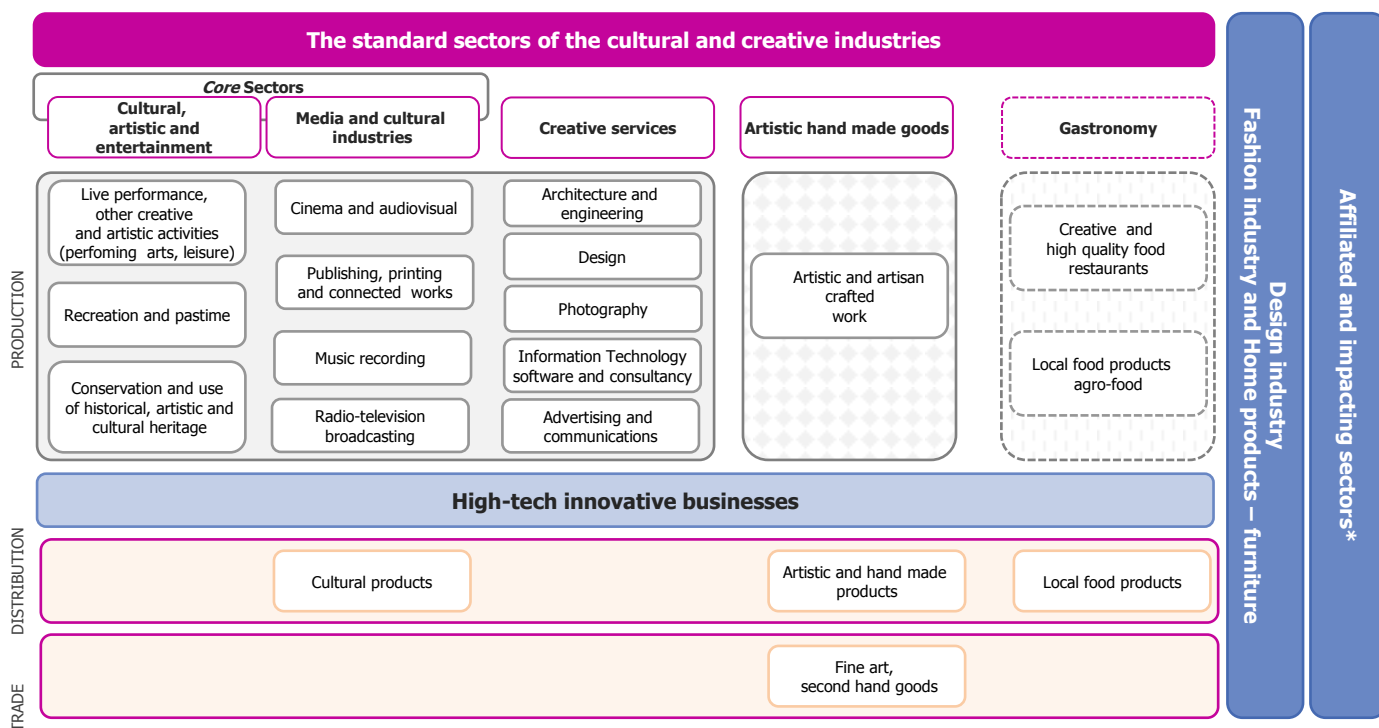 The standard sectors of the cultural and creative industries
Core Sectors
Cultural,
artistic and
entertainment
Media and cultural
industries
Creative services
Artistic hand made goods
Gastronomy
PRODUCTION
Live performance,
other creative
and artistic activities
(perfoming arts, leisure)
Recreation and pastime
Conservation and use
of historical, artistic and
cultural heritage
Cinema and audiovisual
Publishing, printing
and connected works
Music recording
Radio-television
broadcasting
Architecture and
engineering
Design
Photography
Information Technology
software and consultancy
Advertising and
communications
Artistic and artisan
crafted
work
Creative and
high quality food
restaurants
Local food products
agro-food
High-tech innovative businesses
DISTRIBUTION
Cultural products
Artistic and hand made
products
Local food products
TRADE
Fine art,
second hand goods
Design industry
Fashion industry and Home products – furniture
Affiliated and impacting sectors*